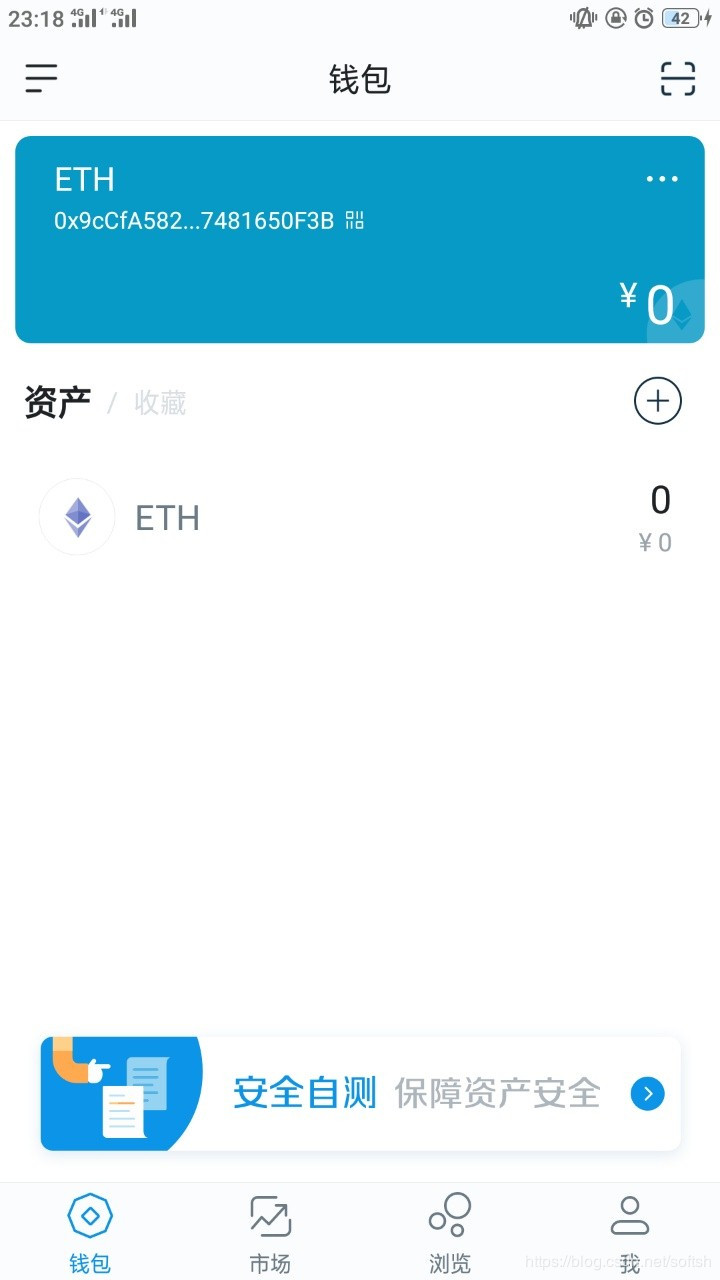 23:18 4G 4G 42
钱包
ETH
0x9cCfA582...7481650F3B
¥ 0
资产 / 收藏
ETH
0
¥ 0
安全自测 保障资产安全
钱包 市场 浏览 我
https://blog.csdn.net/sofish